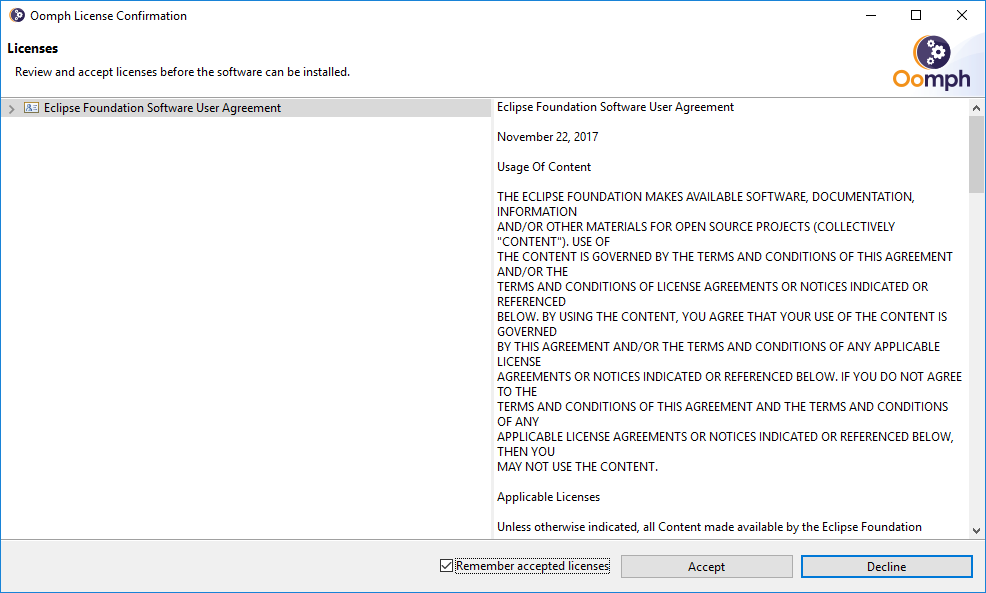 Oomph License Confirmation
Licenses
Review and accept licenses before the software can be installed.
Oomph
Eclipse Foundation Software User Agreement
Eclipse Foundation Software User Agreement
November 22, 2017
Usage Of Content
THE ECLIPSE FOUNDATION MAKES AVAILABLE SOFTWARE, DOCUMENTATION,
INFORMATION
AND/OR OTHER MATERIALS FOR OPEN SOURCE PROJECTS (COLLECTIVELY
"CONTENT"). USE OF
THE CONTENT IS GOVERNED BY THE TERMS AND CONDITIONS OF THIS AGREEMENT
AND/OR THE
TERMS AND CONDITIONS OF LICENSE AGREEMENTS OR NOTICES INDICATED OR
REFERENCED
BELOW. BY USING THE CONTENT, YOU AGREE THAT YOUR USE OF THE CONTENT IS
GOVERNED
BY THIS AGREEMENT AND/OR THE TERMS AND CONDITIONS OF ANY APPLICABLE
LICENSE
AGREEMENTS OR NOTICES INDICATED OR REFERENCED BELOW. IF YOU DO NOT AGREE
TO THE
TERMS AND CONDITIONS OF THIS AGREEMENT AND THE TERMS AND CONDITIONS
OF ANY
APPLICABLE LICENSE AGREEMENTS OR NOTICES INDICATED OR REFERENCED BELOW,
THEN YOU
MAY NOT USE THE CONTENT.
Applicable Licenses
Unless otherwise indicated, all Content made available by the Eclipse Foundation
Remember accepted licenses
Accept
Decline